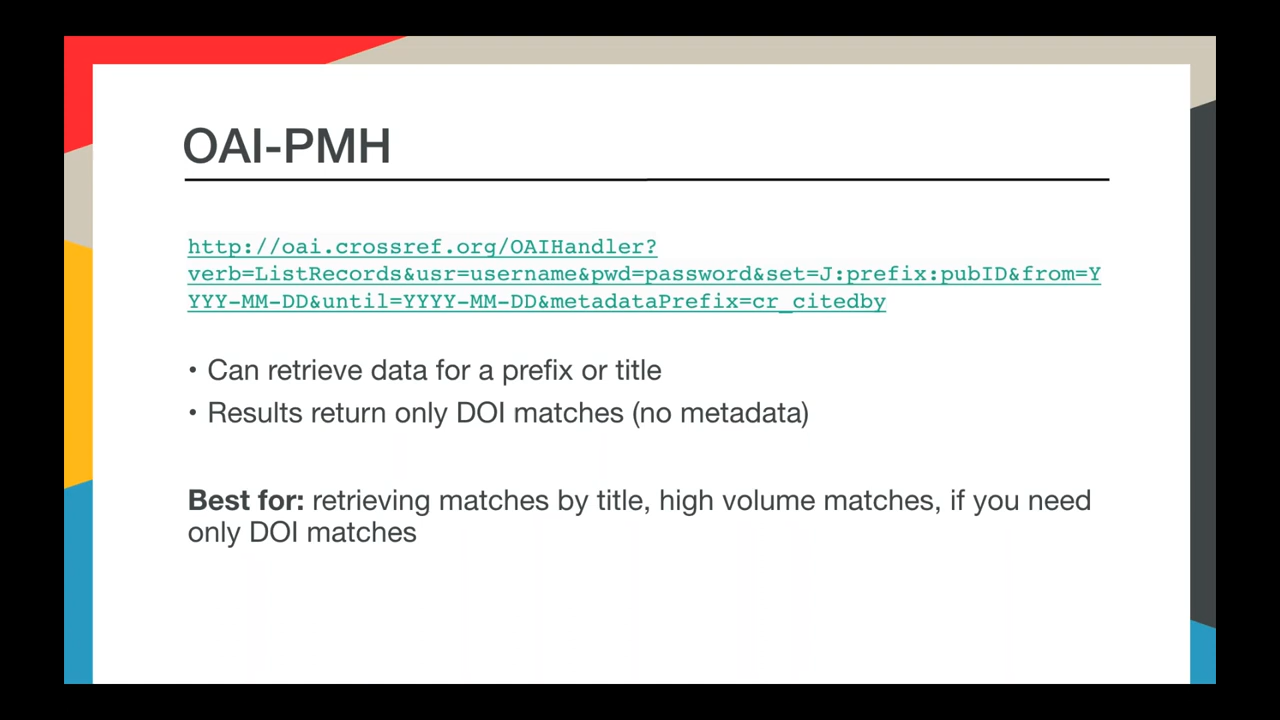 OAI-PMH
http://oai.crossref.org/OAIHandler?
verb=ListRecords&usr=username&pwd=password&set=J:prefix:pubID&from=Y
YYY-MM-DD&until=YYYY-MM-DD&metadataPrefix=cr_citedby
• Can retrieve data for a prefix or title
• Results return only DOI matches (no metadata)
Best for: retrieving matches by title, high volume matches, if you need
only DOI matches